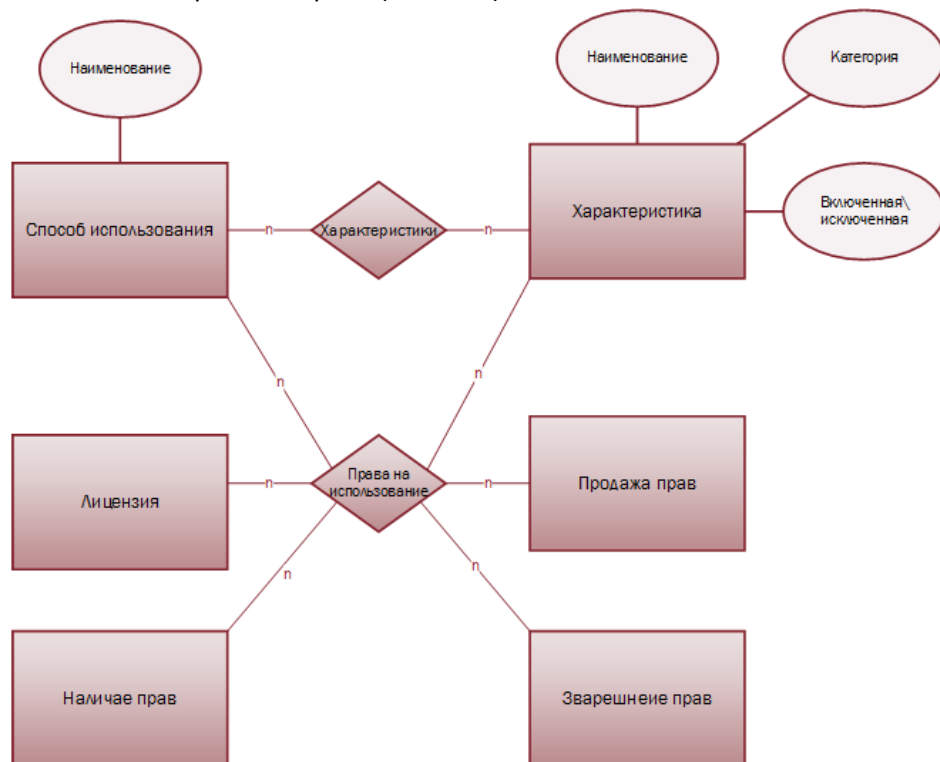 Наименование
Наименование
Категория
Способ использования
n
Характеристики
n
Характеристика
Включенная\
исключенная
n
n
Лицензия
n
Права на
использование
n
Продажа прав
n
n
Наличае прав
Зварешнеие прав